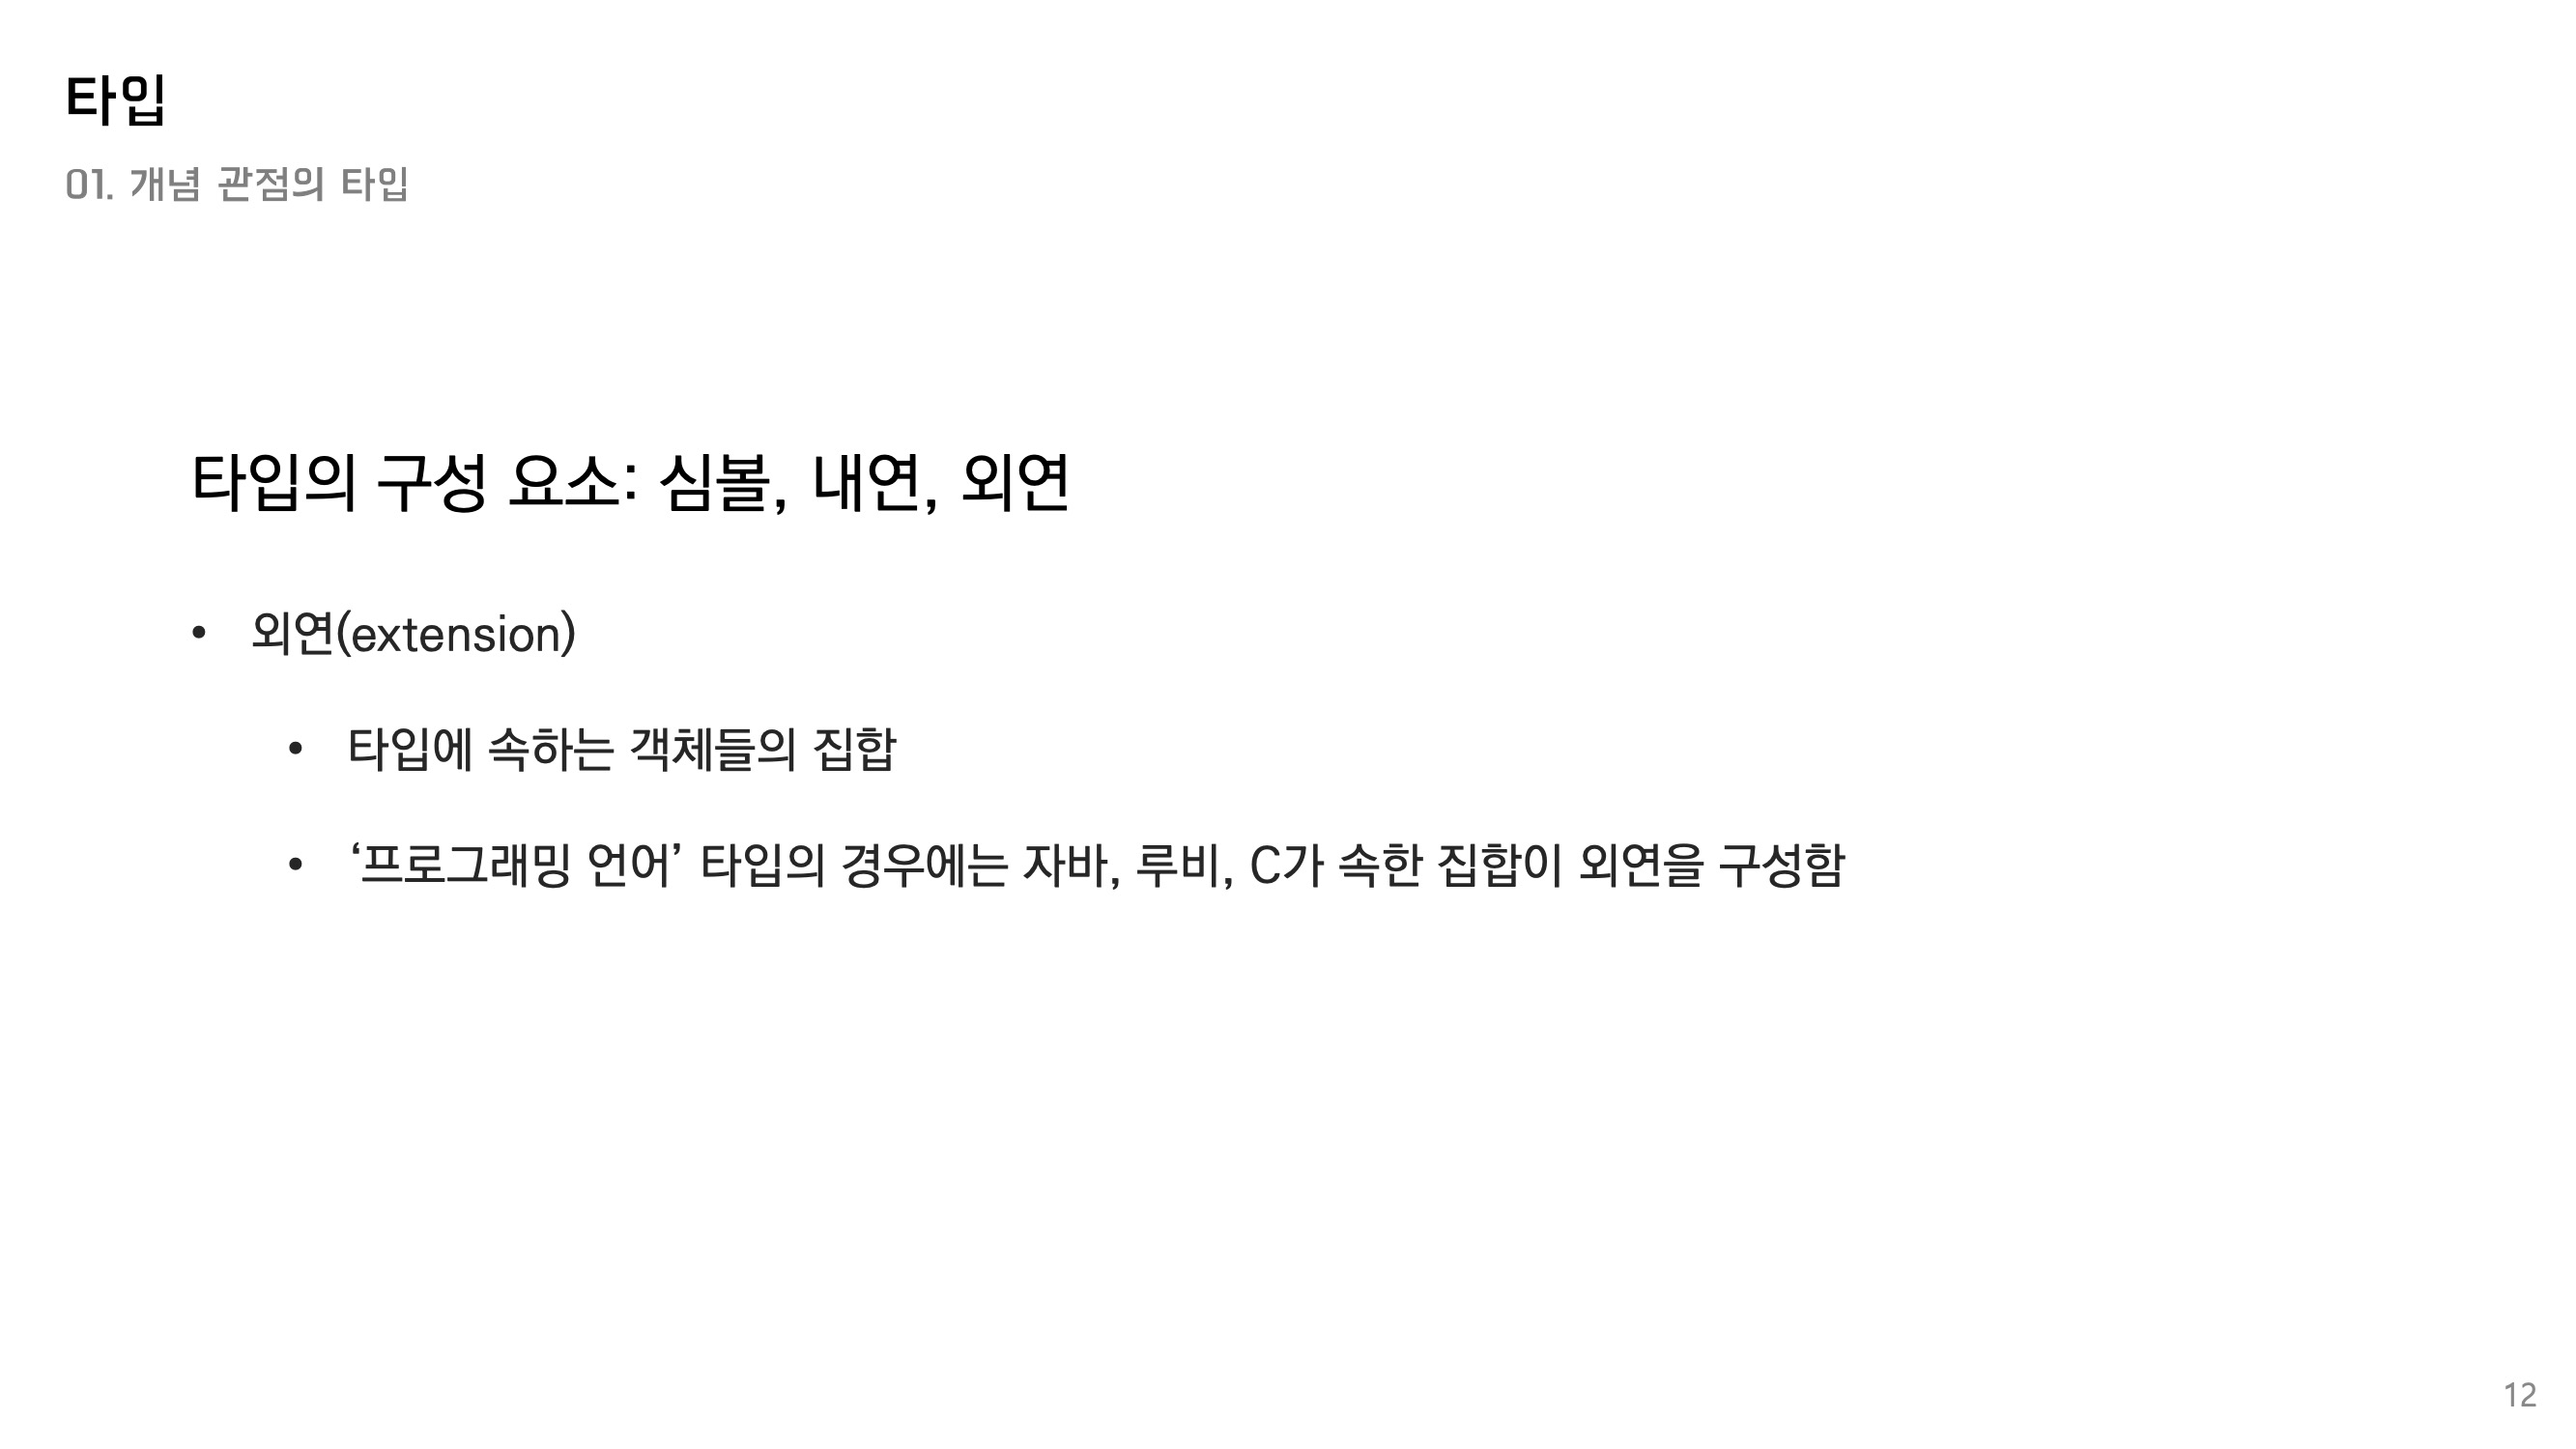 타입
01. 개념 관점의 타입
타입의 구성 요소: 심볼, 내연, 외연
• 외연(extension)
• 타입에 속하는 객체들의 집합
• ‘프로그래밍 언어’ 타입의 경우에는 자바, 루비, C가 속한 집합이 외연을 구성함
12